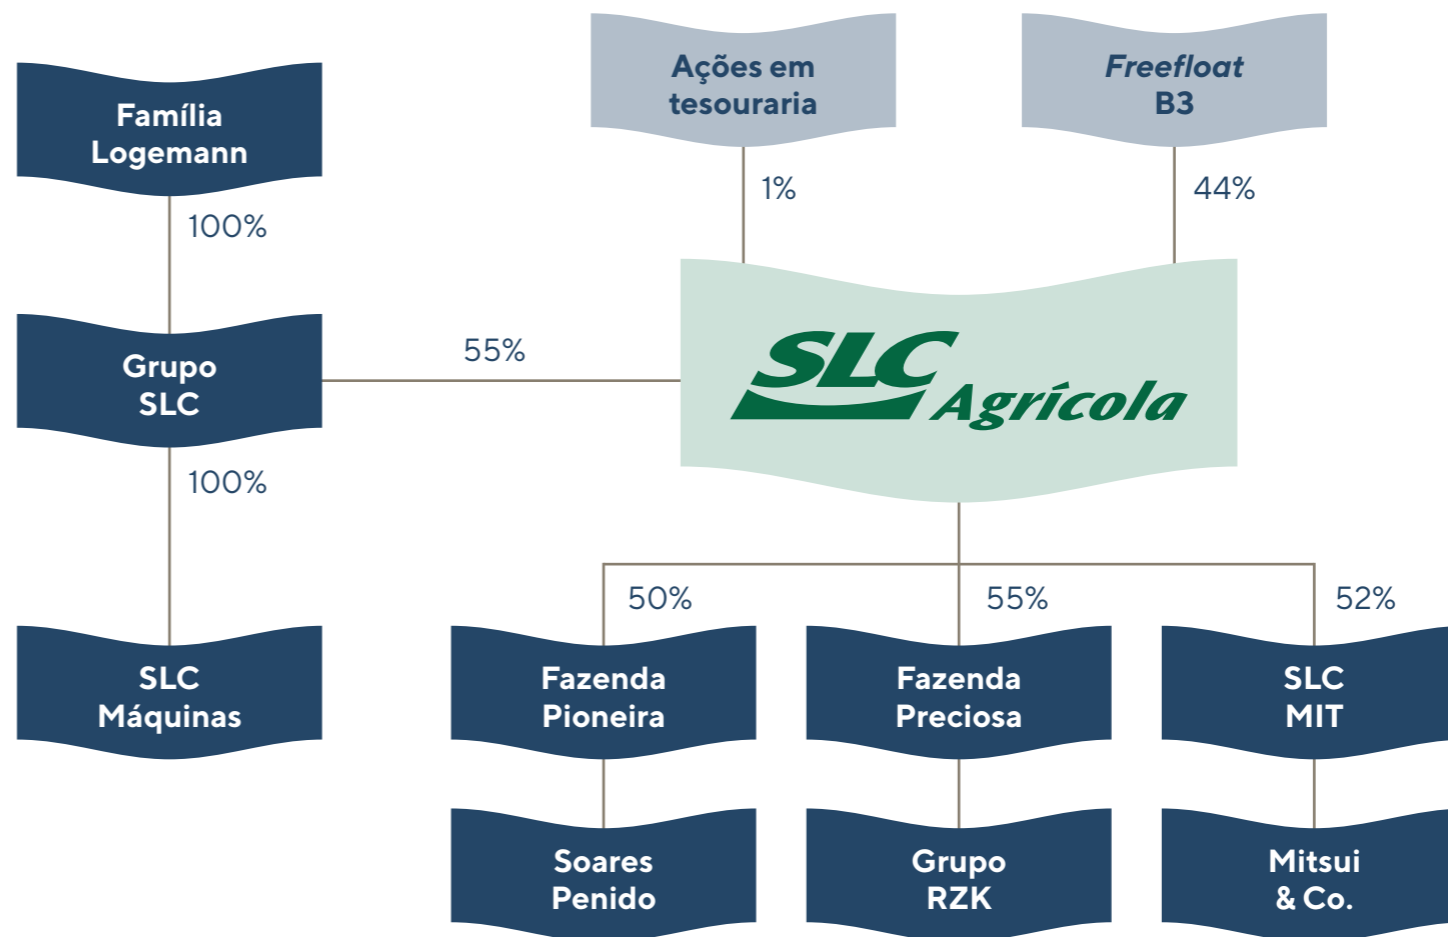 Família
Logemann
100%
Grupo
SLC
100%
SLC
Máquinas
55%
Ações em
tesouraria
1%
Freefloat
B3
44%
SLC
Agrícola
50%
55%
52%
Fazenda
Pioneira
Fazenda
Preciosa
SLC
MIT
Soares
Penido
Grupo
RZK
Mitsui
& Co.